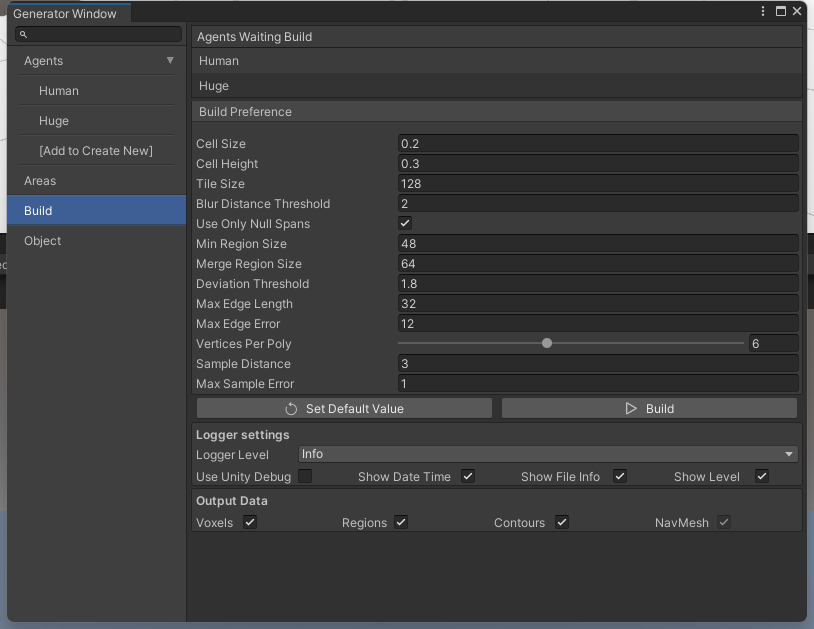 Generator Window
Agents
Human
Huge
[Add to Create New]
Areas
Build
Object
Agents Waiting Build
Human
Huge
Build Preference
Cell Size 0.2
Cell Height 0.3
Tile Size 128
Blur Distance Threshold 2
Use Only Null Spans
Min Region Size 48
Merge Region Size 64
Deviation Threshold 1.8
Max Edge Length 32
Max Edge Error 12
Vertices Per Poly 6
Sample Distance 3
Max Sample Error 1
Set Default Value Build
Logger settings
Logger Level Info
Use Unity Debug Show Date Time Show File Info Show Level
Output Data
Voxels Regions Contours NavMesh